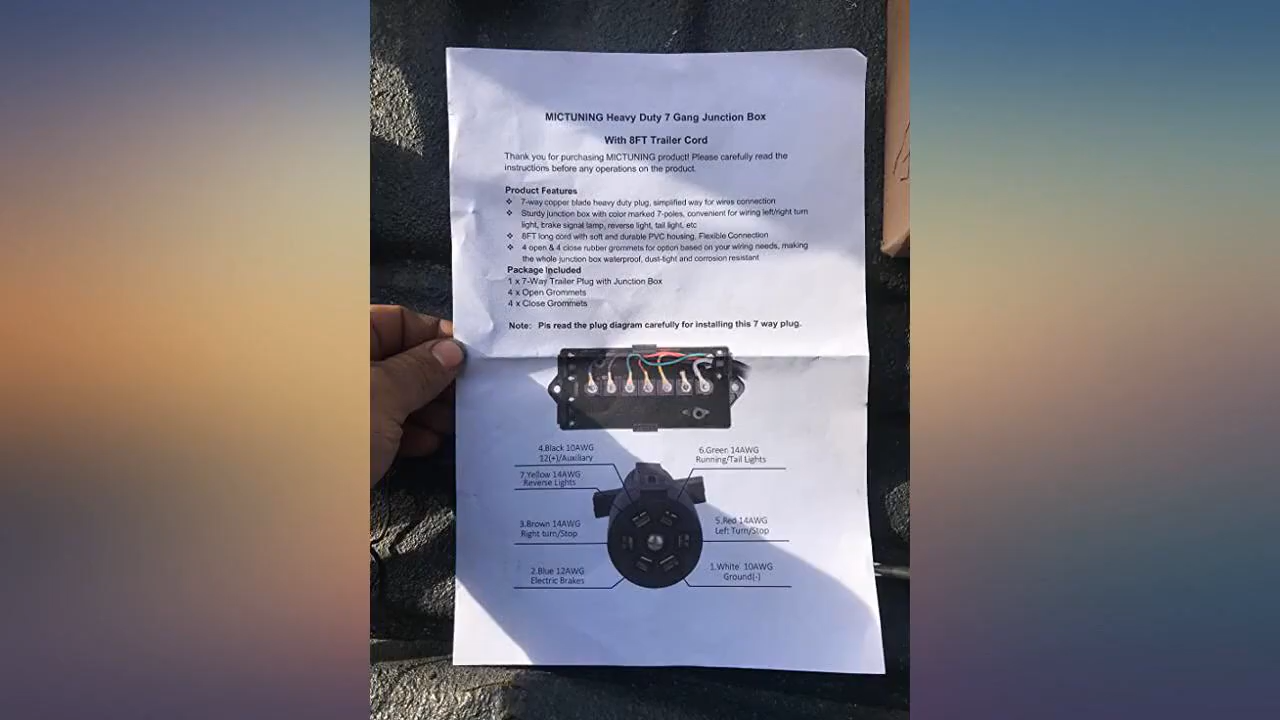 MICTUNING Heavy Duty 7 Gang Junction Box
With 8FT Trailer Cord
Thank you for purchasing MICTUNING product! Please carefully read the
instructions before any operations on the product.
Product Features
❖ 7-way copper blade heavy duty plug, simplified way for wires connection
❖ Sturdy junction box with color marked 7-poles, convenient for wiring left/right turn
light, brake signal lamp, reverse light, tail light, etc
❖ 8FT long cord with soft and durable PVC housing, Flexible Connection
❖ 4 open & 4 close rubber grommets for option based on your wiring needs, making
the whole junction box waterproof, dust-tight and corrosion resistant
Package Included
1 x 7-Way Trailer Plug with Junction Box
4 x Open Grommets
4 x Close Grommets
Note: Pls read the plug diagram carefully for installing this 7 way plug.
4.Black 10AWG
12(+)/Auxiliary
6.Green 14AWG
Running/Tail Lights
7.Yellow 14AWG
Reverse Lights
3.Brown 14AWG
Right turn/Stop
5.Red 14AWG
Left Turn/Stop
2.Blue 12AWG
Electric Brakes
1.White 10AWG
Ground(-)